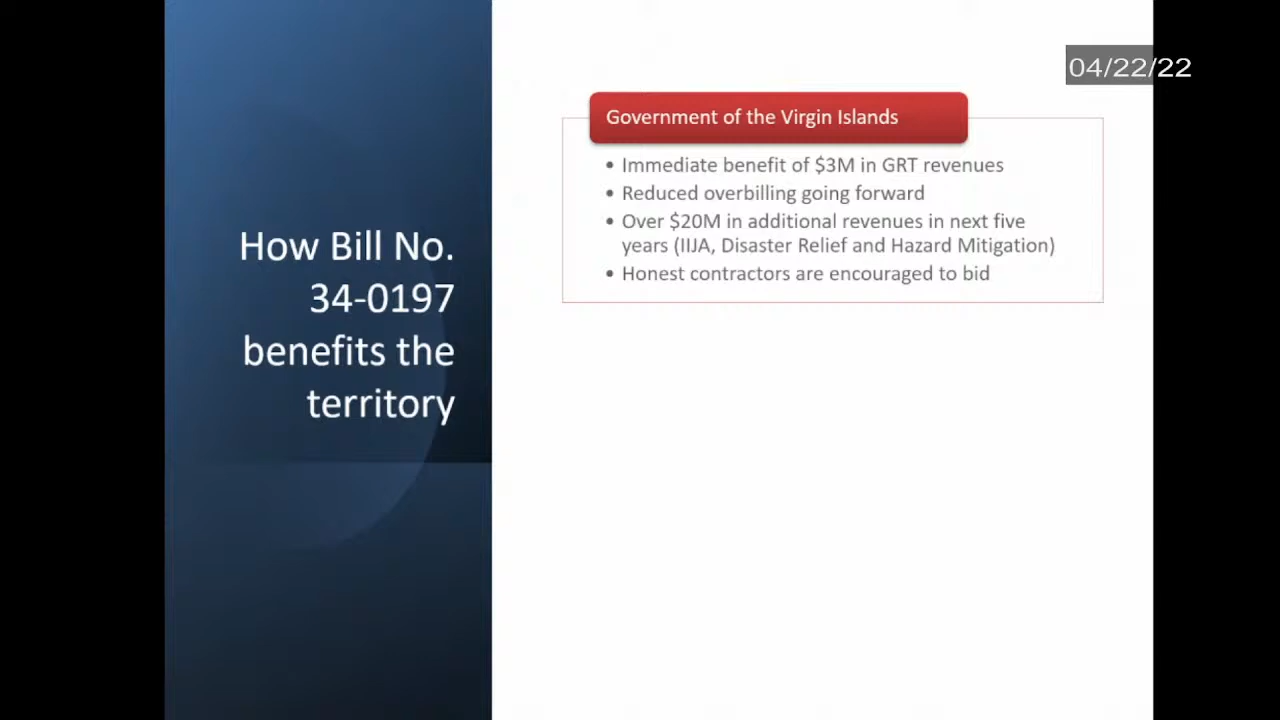 04/22/22
How Bill No.
34-0197
benefits the
territory
Government of the Virgin Islands
• Immediate benefit of $3M in GRT revenues
• Reduced overbilling going forward
• Over $20M in additional revenues in next five
years (IIJA, Disaster Relief and Hazard Mitigation)
• Honest contractors are encouraged to bid